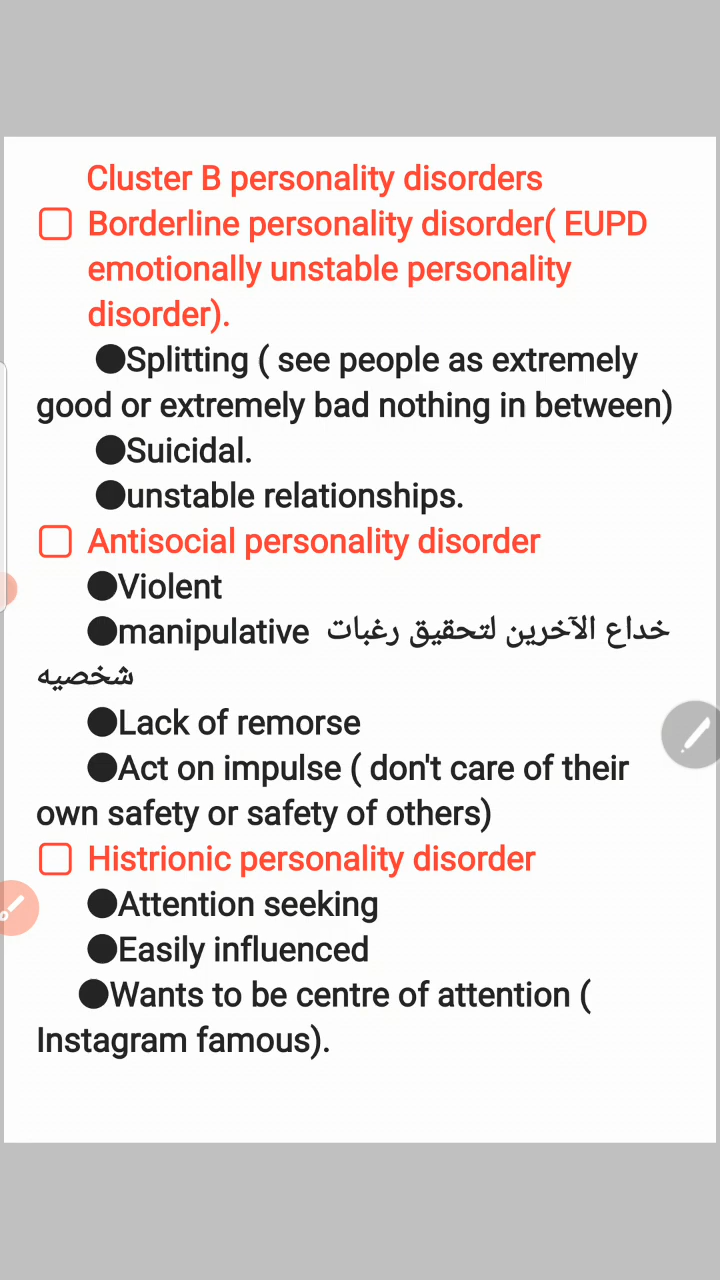 Cluster B personality disorders
☐ Borderline personality disorder( EUPD
emotionally unstable personality
disorder).
●Splitting ( see people as extremely
good or extremely bad nothing in between)
●Suicidal.
●unstable relationships.
☐ Antisocial personality disorder
●Violent
●manipulative خداع الآخرين لتحقيق رغبات
شخصيه
●Lack of remorse
●Act on impulse ( don't care of their
own safety or safety of others)
☐ Histrionic personality disorder
●Attention seeking
●Easily influenced
●Wants to be centre of attention (
Instagram famous).